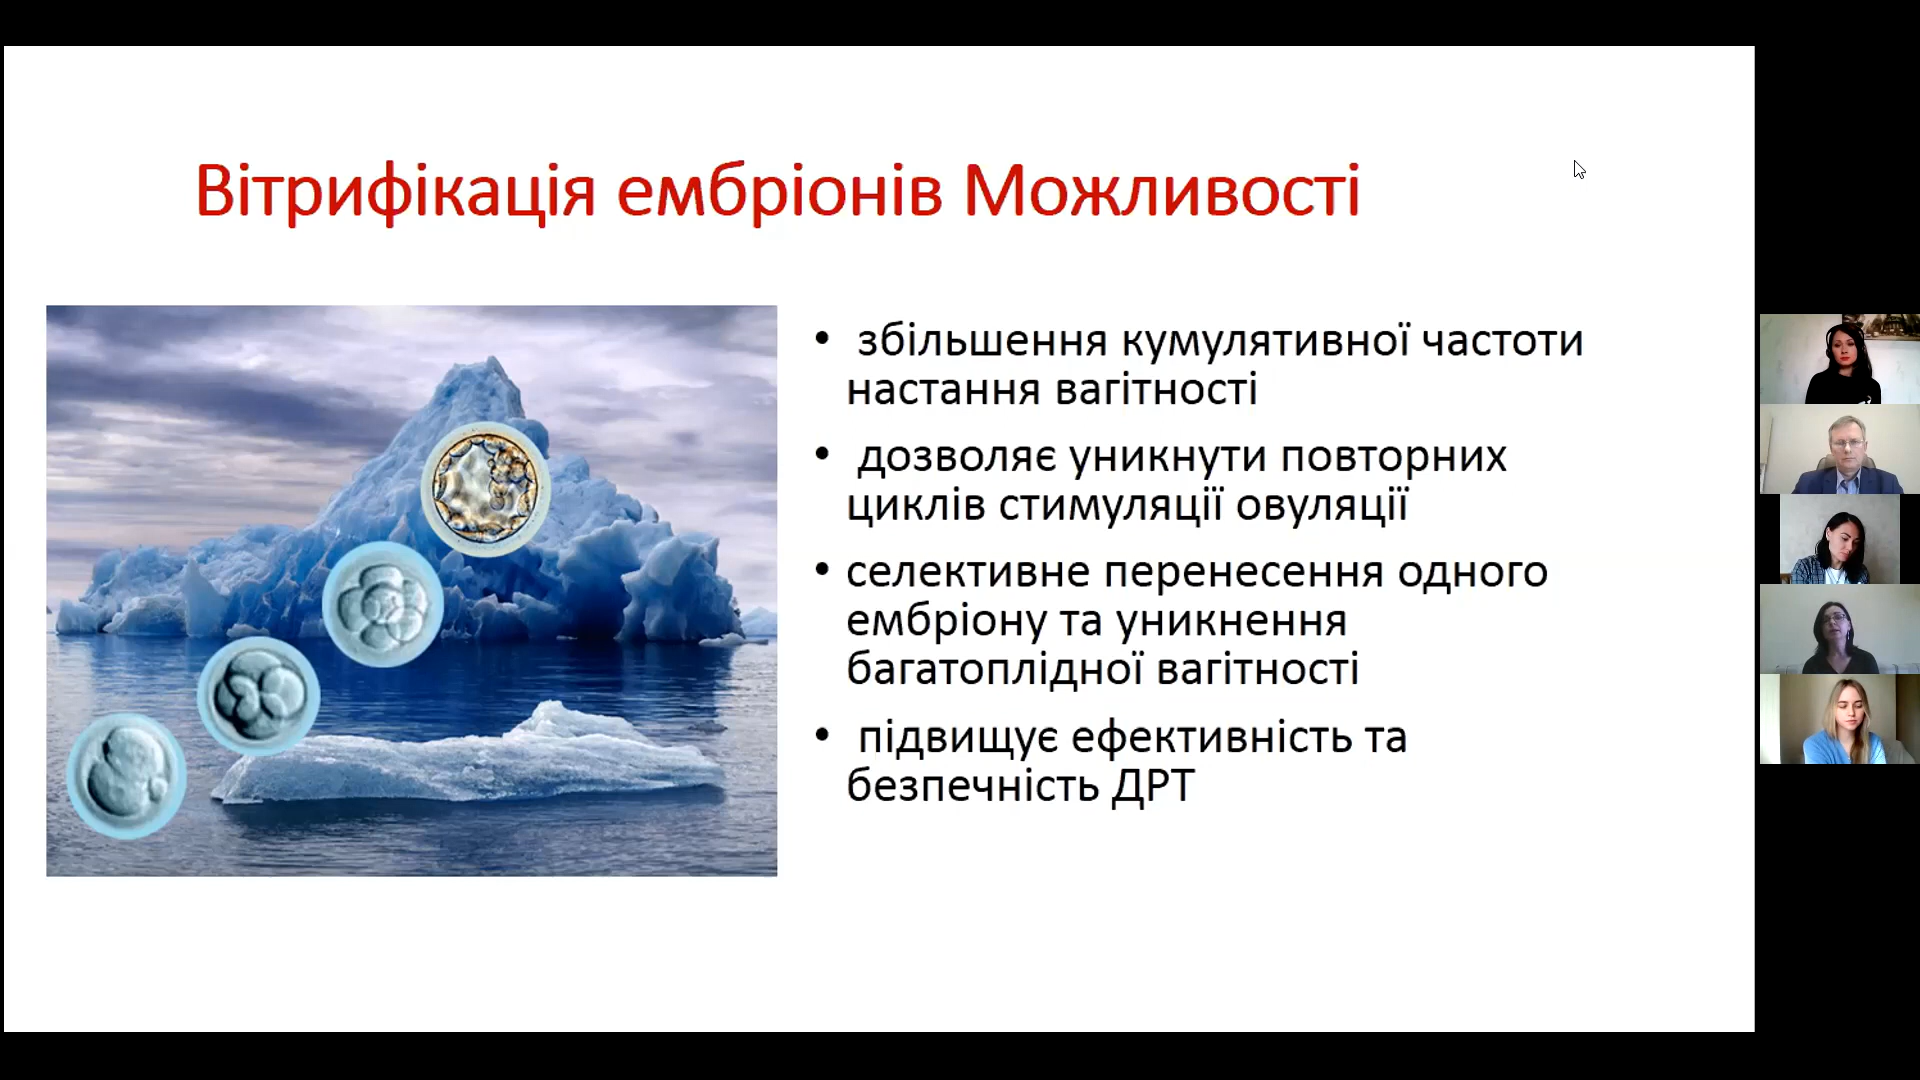 Вітрифікація ембріонів Можливості
• збільшення кумулятивної частоти
настання вагітності
• дозволяє уникнути повторних
циклів стимуляції овуляції
• селективне перенесення одного
ембріону та уникнення
багатоплідної вагітності
• підвищує ефективність та
безпечність ДРТ